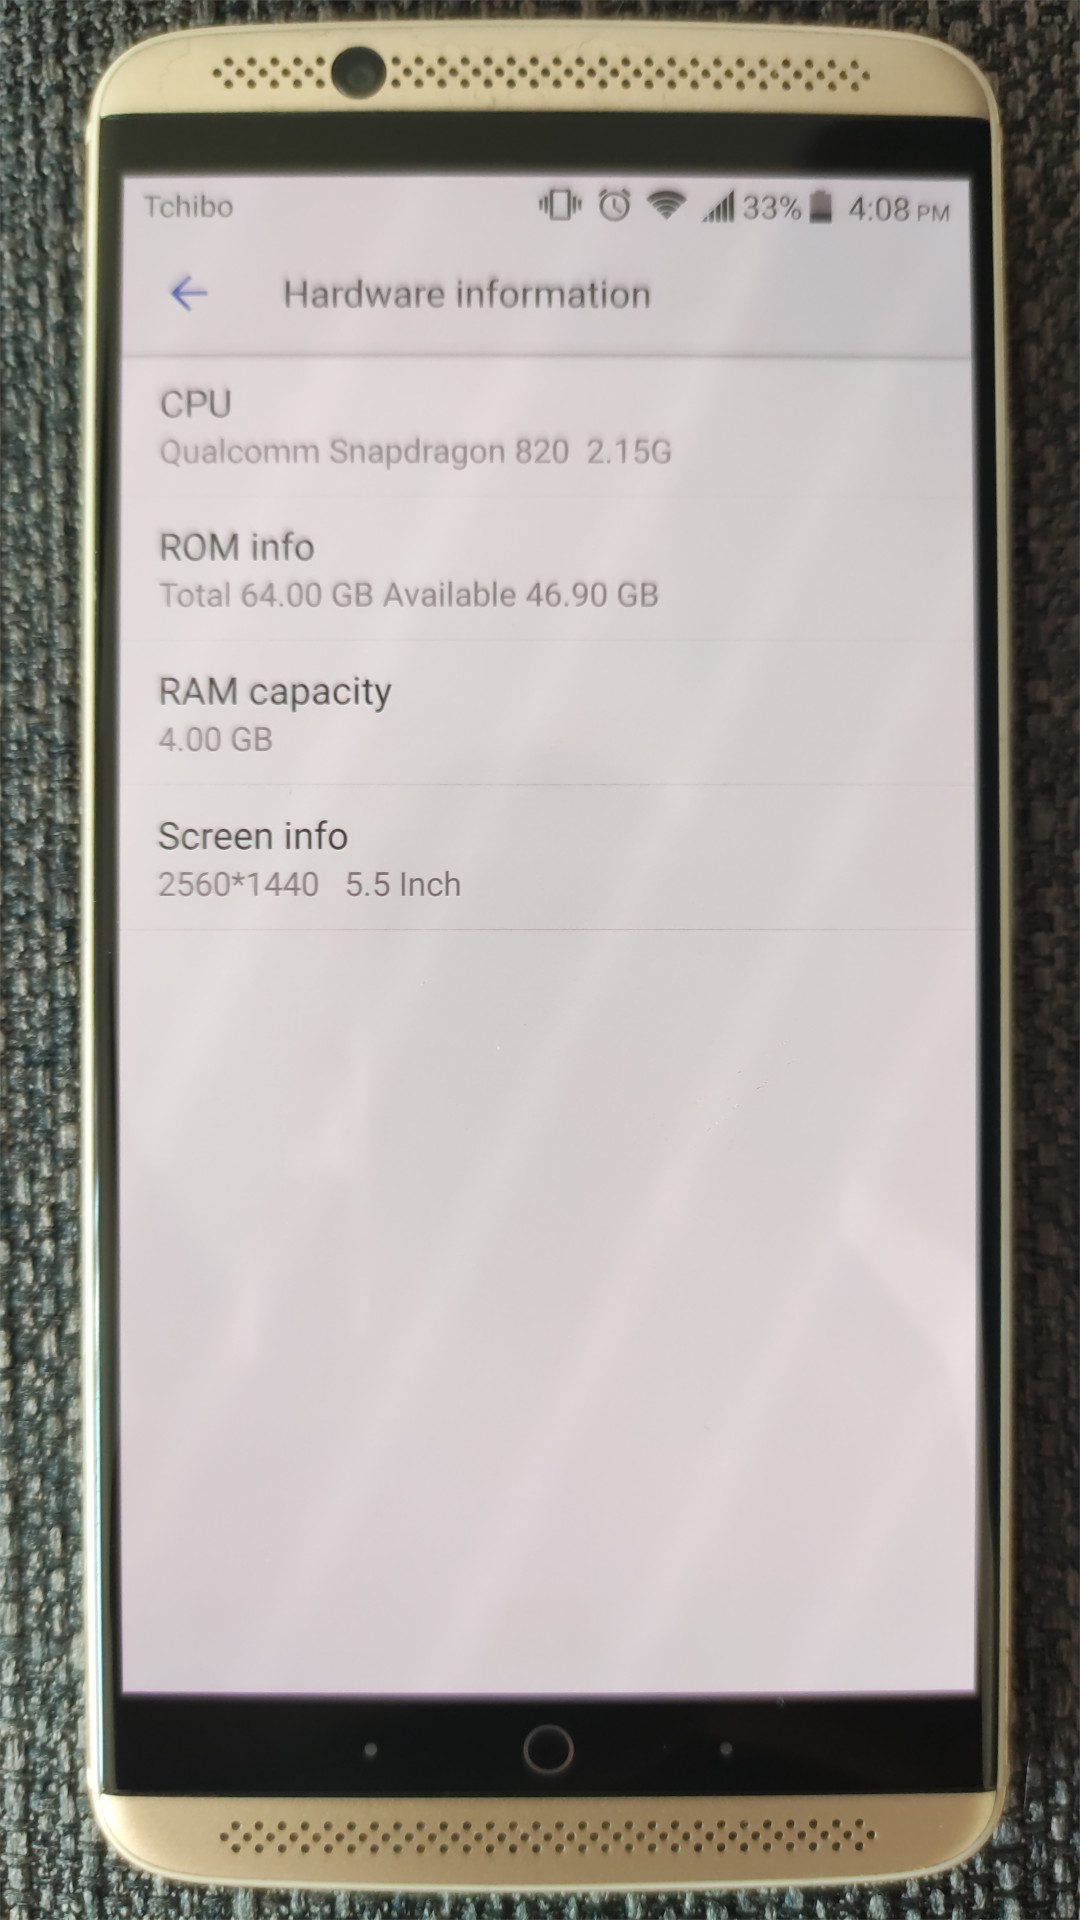 Tchibo 33% 4:08 PM
Hardware information
CPU
Qualcomm Snapdragon 820 2.15G
ROM info
Total 64.00 GB Available 46.90 GB
RAM capacity
4.00 GB
Screen info
2560*1440 5.5 Inch